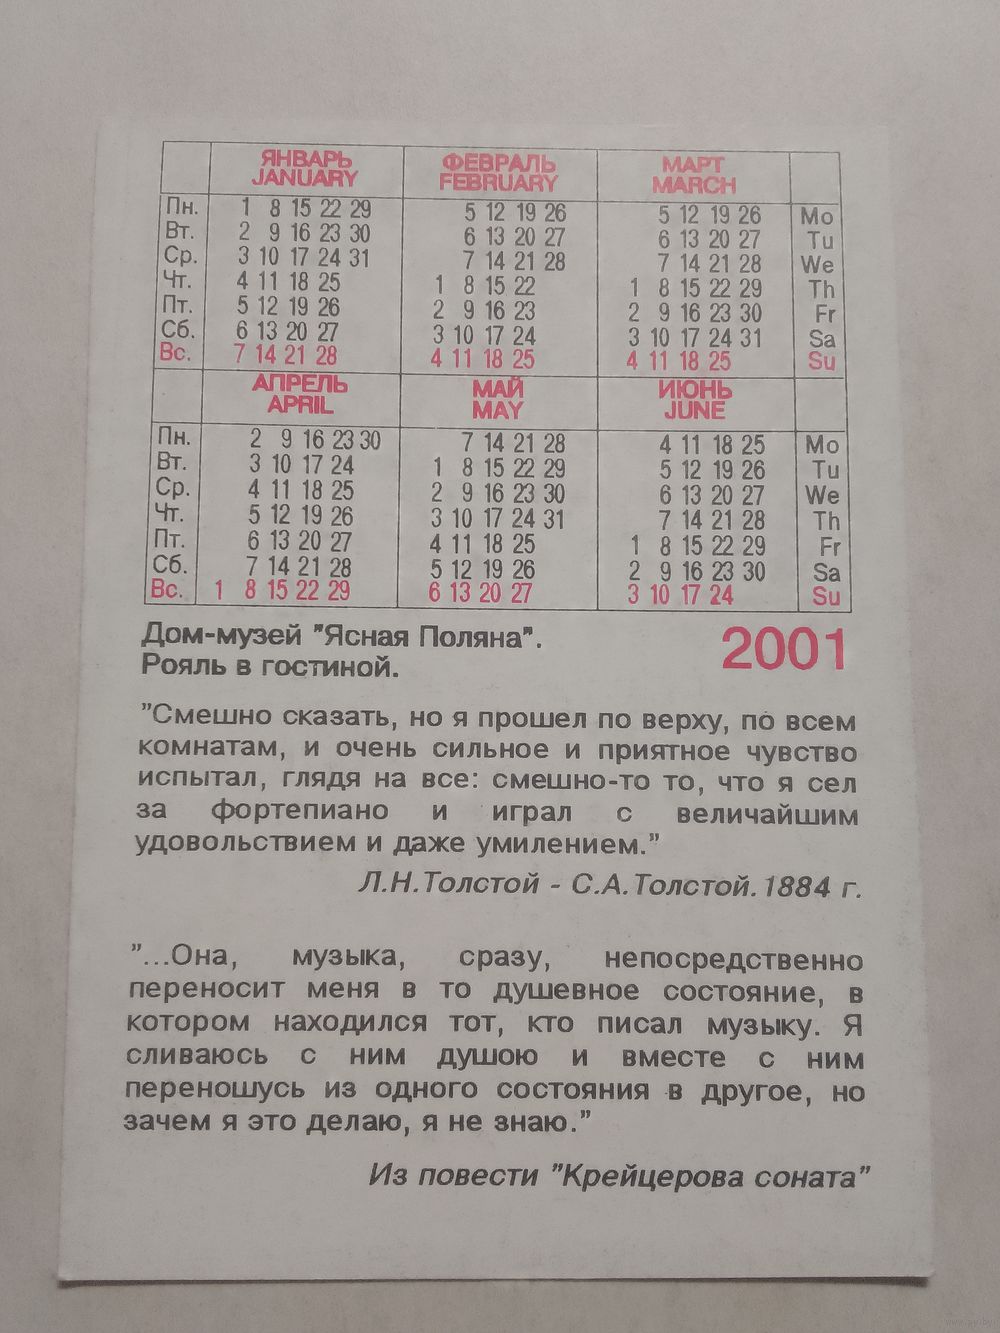 ЯНВАРЬ ФЕВРАЛЬ МАРТ
JANUARY FEBRUARY MARCH
Пн. 1 8 15 22 29 5 12 19 26 5 12 19 26 Mo
Вт. 2 9 16 23 30 6 13 20 27 6 13 20 27 Tu
Ср. 3 10 17 24 31 7 14 21 28 7 14 21 28 We
Чт. 4 11 18 25 1 8 15 22 1 8 15 22 29 Th
Пт. 5 12 19 26 2 9 16 23 2 9 16 23 30 Fr
Сб. 6 13 20 27 3 10 17 24 3 10 17 24 31 Sa
Вс. 7 14 21 28 4 11 18 25 4 11 18 25 Su
АПРЕЛЬ МАЙ ИЮНЬ
APRIL MAY JUNE
Пн. 2 9 16 23 30 7 14 21 28 4 11 18 25 Mo
Вт. 3 10 17 24 1 8 15 22 29 5 12 19 26 Tu
Ср. 4 11 18 25 2 9 16 23 30 6 13 20 27 We
Чт. 5 12 19 26 3 10 17 24 31 7 14 21 28 Th
Пт. 6 13 20 27 4 11 18 25 1 8 15 22 29 Fr
Сб. 7 14 21 28 5 12 19 26 2 9 16 23 30 Sa
Вс. 1 8 15 22 29 6 13 20 27 3 10 17 24 Su
Дом-музей "Ясная Поляна". 2001
Рояль в гостиной.
"Смешно сказать, но я прошел по верху, по всем
комнатам, и очень сильное и приятное чувство
испытал, глядя на все: смешно-то то, что я сел
за фортепиано и играл с величайшим
удовольствием и даже умилением."
Л.Н.Толстой - С.А.Толстой. 1884 г.
"...Она, музыка, сразу, непосредственно
переносит меня в то душевное состояние, в
котором находился тот, кто писал музыку. Я
сливаюсь с ним душою и вместе с ним
переношусь из одного состояния в другое, но
зачем я это делаю, я не знаю."
Из повести "Крейцерова соната"